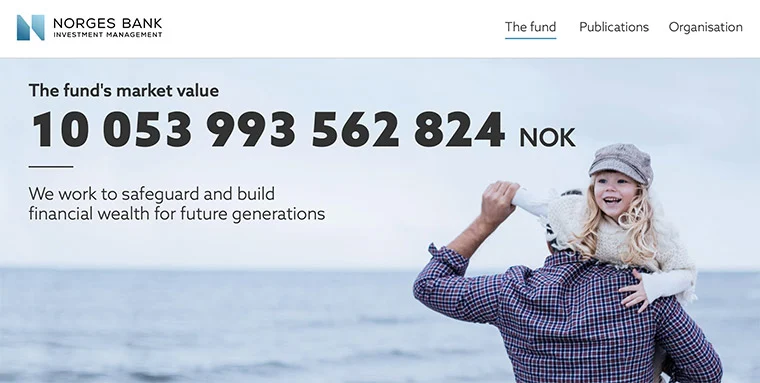 NORGES BANK
INVESTMENT MANAGEMENT
The fund
Publications
Organisation
The fund's market value
10 053 993 562 824 NOK
We work to safeguard and build
financial wealth for future generations